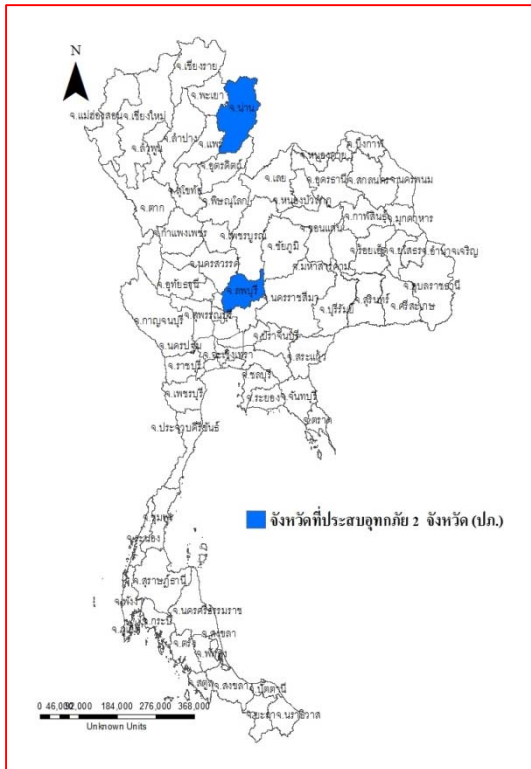 N
จ.เชียงราย
จ.พะเยา
จ.น่าน
จ.แม่ฮ่องสอน
จ.เชียงใหม่
จ.ลำปาง
จ.แพร่
จ.ลำพูน
จ.อุตรดิตถ์
จ.บึงกาฬ
จ.หนองคาย
จ.เลย
จ.อุดรธานี
จ.สกลนคร
จ.นครพนม
จ.สุโขทัย
จ.ตาก
จ.พิษณุโลก
จ.หนองบัวลำภู
จ.กำแพงเพชร
จ.เพชรบูรณ์
จ.ขอนแก่น
จ.กาฬสินธุ์
จ.มุกดาหาร
จ.ชัยภูมิ
จ.ร้อยเอ็ด
จ.ยโสธร
จ.อำนาจเจริญ
จ.นครสวรรค์
จ.มหาสารคาม
จ.อุทัยธานี
จ.ลพบุรี
จ.นครราชสีมา
จ.บุรีรัมย์
จ.สุรินทร์
จ.ศรีสะเกษ
จ.อุบลราชธานี
จ.กาญจนบุรี
จ.สุพรรณบุรี
จ.ปราจีนบุรี
จ.นครปฐม
จ.ฉะเชิงเทรา
จ.สระแก้ว
จ.ราชบุรี
จ.ชลบุรี
จ.เพชรบุรี
จ.ระยอง
จ.จันทบุรี
จ.ตราด
จ.ประจวบคีรีขันธ์
จังหวัดที่ประสบอุทกภัย 2 จังหวัด (ปภ.)
จ.ชุมพร
จ.ระนอง
จ.สุราษฎ์ธานี
จ.พังงา
จ.นครศรีธรรมราช
จ.กระบี่
จ.สงขลา
จ.ตรัง
จ.สตูล
จ.สงขลา
จ.ปัตตานี
จ.ยะลา
จ.นราธิวาส
0 46,000 92,000 184,000 276,000 368,000
Unknown Units